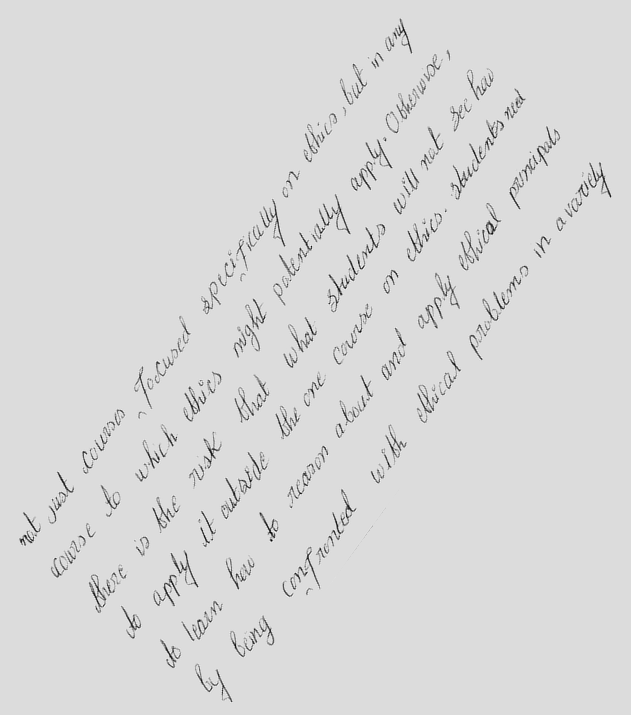 not just courses focused specifically on ethics, but in any
course to which ethics might potentially apply. Otherwise,
there is the risk that what students will not see how
to apply it outside the one course on ethics. Students need
to learn how to reason about and apply ethical principals
by being confronted with ethical problems in a variety